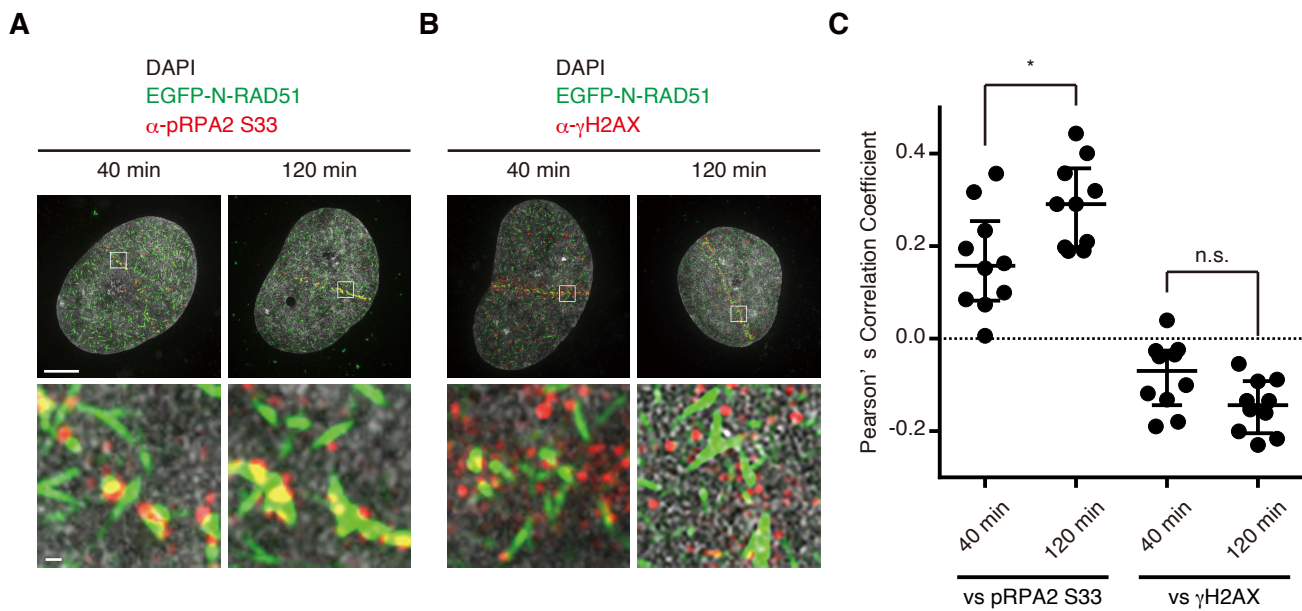 A
DAPI
EGFP-N-RAD51
α-pRPA2 S33
40 min
120 min
B
DAPI
EGFP-N-RAD51
α-γH2AX
40 min
120 min
C
Pearson's Correlation Coefficient
0.4
0.2
0.0
-0.2
*
n.s.
40 min
120 min
40 min
120 min
vs pRPA2 S33
vs γH2AX